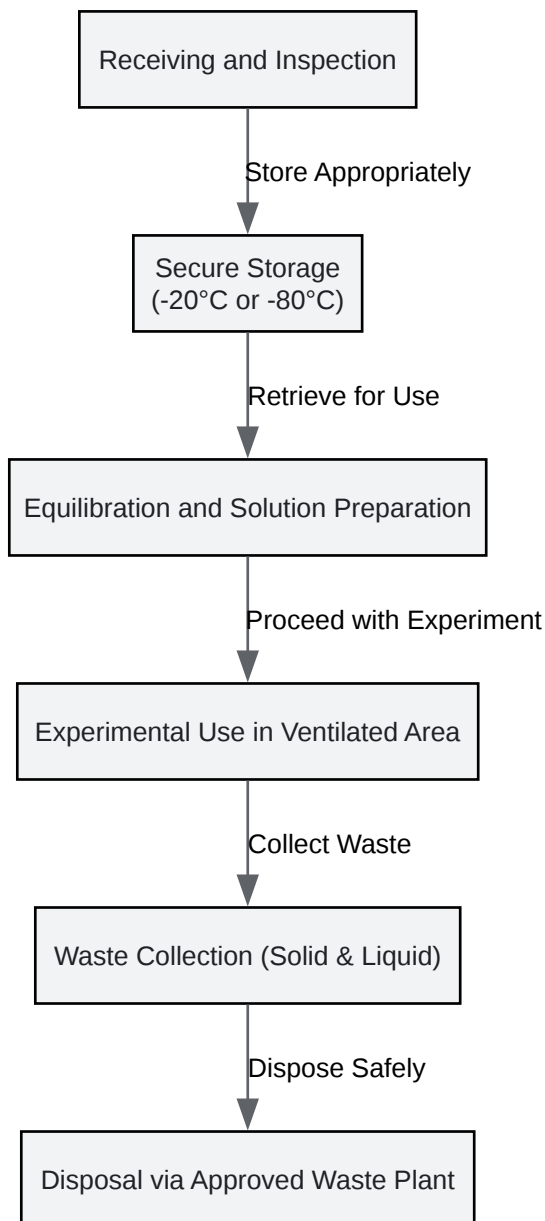 Receiving and Inspection
Store Appropriately
Secure Storage
(-20°C or -80°C)
Retrieve for Use
Equilibration and Solution Preparation
Proceed with Experiment
Experimental Use in Ventilated Area
Collect Waste
Waste Collection (Solid & Liquid)
Dispose Safely
Disposal via Approved Waste Plant